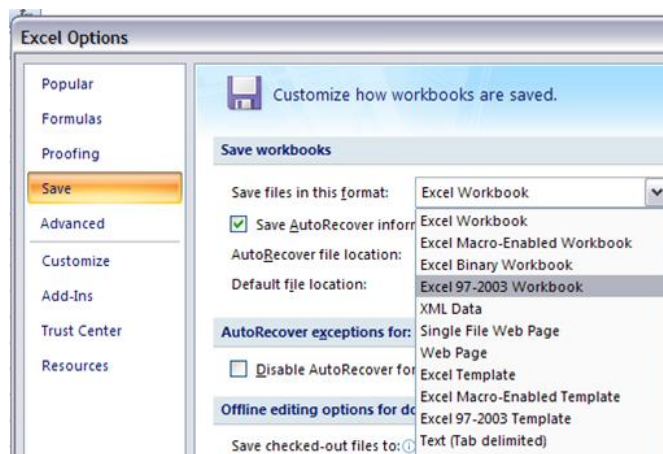 Excel Options
Popular
Formulas
Proofing
Save
Advanced
Customize
Add-Ins
Trust Center
Resources
Customize how workbooks are saved.
Save workbooks
Save files in this format: Excel Workbook
Save AutoRecover inforr
AutoRecover file location:
Default file location:
Excel Workbook
Excel Macro-Enabled Workbook
Excel Binary Workbook
Excel 97-2003 Workbook
XML Data
Single File Web Page
Web Page
Excel Template
Excel Macro-Enabled Template
Excel 97-2003 Template
Text (Tab delimited)
AutoRecover exceptions for:
Disable AutoRecover for
Offline editing options for do
Save checked-out files to: